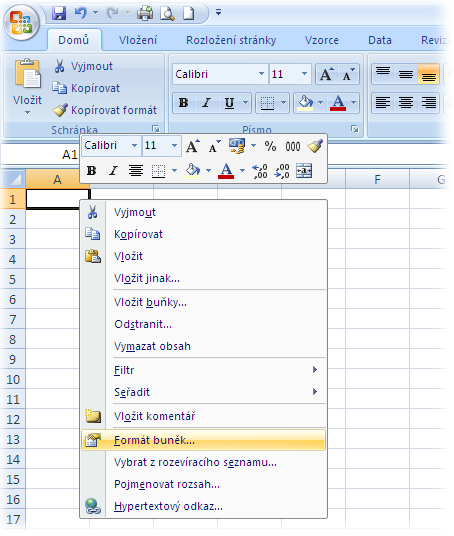 Domů Vložení Rozložení stránky Vzorce Data Reviz
Vložit
Vyjmout
Kopírovat
Kopírovat formát
Schránka
Calibri 11 A A
B I U A
Písmo
A1
Calibri 11 A A % 000
B I A ,00 ,0 ,00 a
A F G
1
2
3
4
5
6
7
8
9
10
11
12
13
14
15
16
17
Vyjmout
Kopírovat
Vložit
Vložit jinak...
Vložit buňky...
Odstranit...
Vymazat obsah
Filtr
Seřadit
Vložit komentář
Formát buněk...
Vybrat z rozevíracího seznamu...
Pojmenovat rozsah...
Hypertextový odkaz...